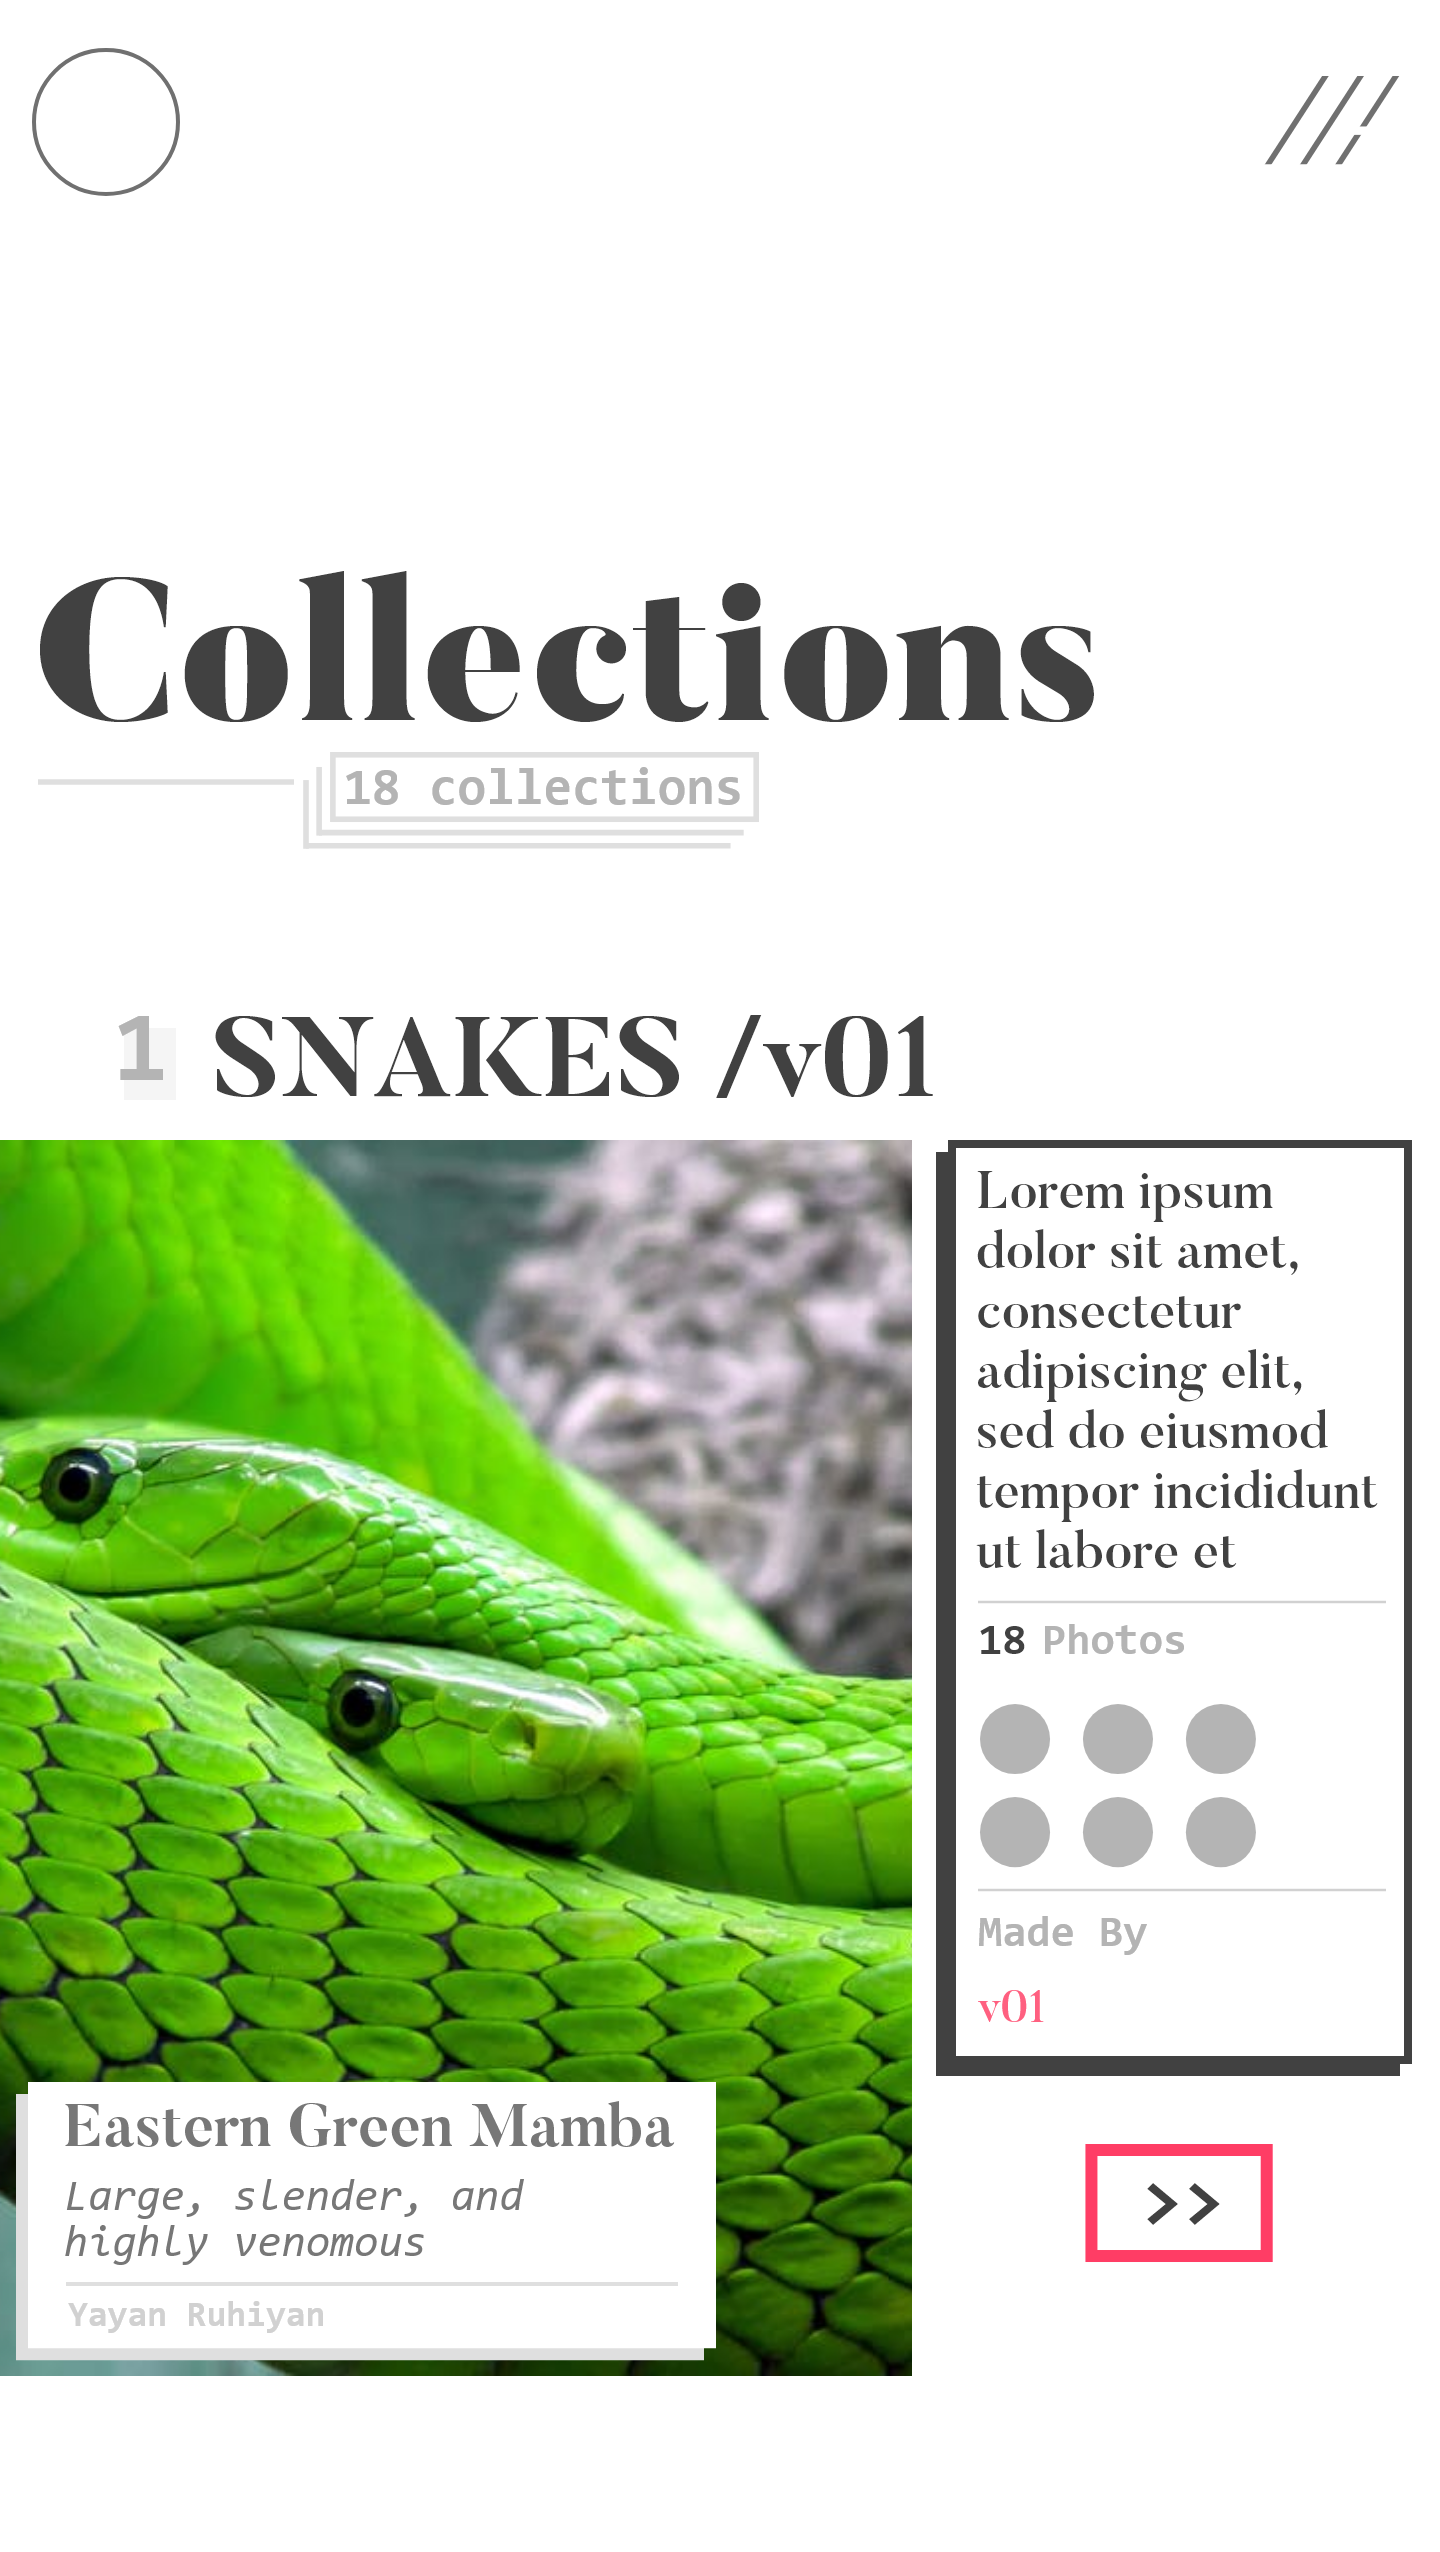 Collections
18 collections
1 SNAKES /v01
Lorem ipsum
dolor sit amet,
consectetur
adipiscing elit,
sed do eiusmod
tempor incididunt
ut labore et
18 Photos
Made By
v01
Eastern Green Mamba
Large, slender, and
highly venomous
Yayan Ruhiyan
>>